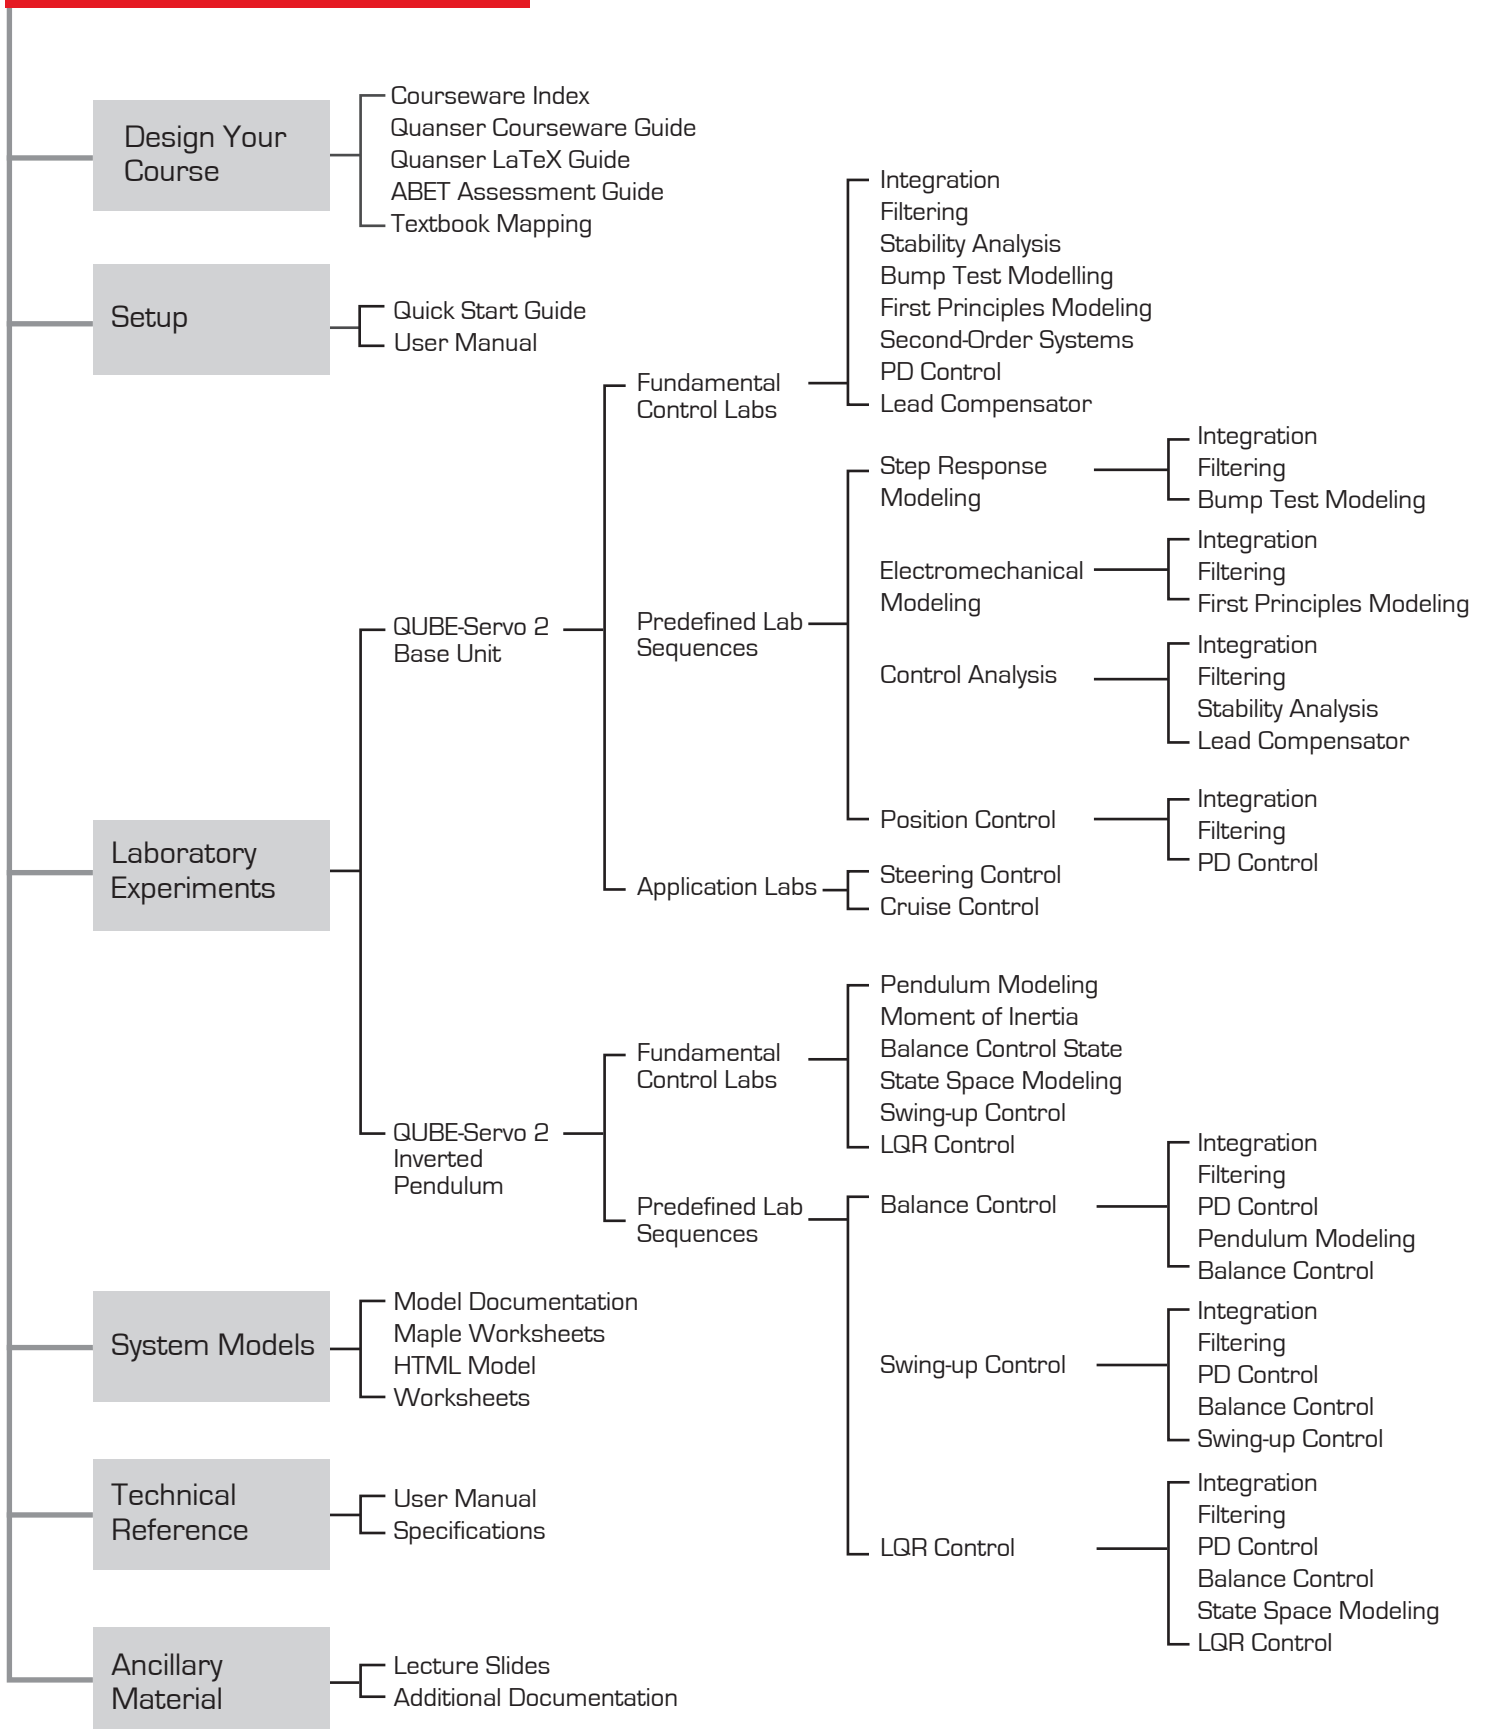 Design Your
Course
Courseware Index
Quanser Courseware Guide
Quanser LaTeX Guide
ABET Assessment Guide
Textbook Mapping
Setup
Quick Start Guide
User Manual
Laboratory
Experiments
QUBE-Servo 2
Base Unit
Fundamental
Control Labs
Integration
Filtering
Stability Analysis
Bump Test Modelling
First Principles Modeling
Second-Order Systems
PD Control
Lead Compensator
Predefined Lab
Sequences
Step Response
Modeling
Integration
Filtering
Bump Test Modeling
Electromechanical
Modeling
Integration
Filtering
First Principles Modeling
Control Analysis
Integration
Filtering
Stability Analysis
Lead Compensator
Position Control
Integration
Filtering
PD Control
Application Labs
Steering Control
Cruise Control
QUBE-Servo 2
Inverted
Pendulum
Fundamental
Control Labs
Pendulum Modeling
Moment of Inertia
Balance Control State
State Space Modeling
Swing-up Control
LQR Control
Predefined Lab
Sequences
Balance Control
Integration
Filtering
PD Control
Pendulum Modeling
Balance Control
Swing-up Control
Integration
Filtering
PD Control
Balance Control
Swing-up Control
LQR Control
Integration
Filtering
PD Control
Balance Control
State Space Modeling
LQR Control
System Models
Model Documentation
Maple Worksheets
HTML Model
Worksheets
Technical
Reference
User Manual
Specifications
Ancillary
Material
Lecture Slides
Additional Documentation